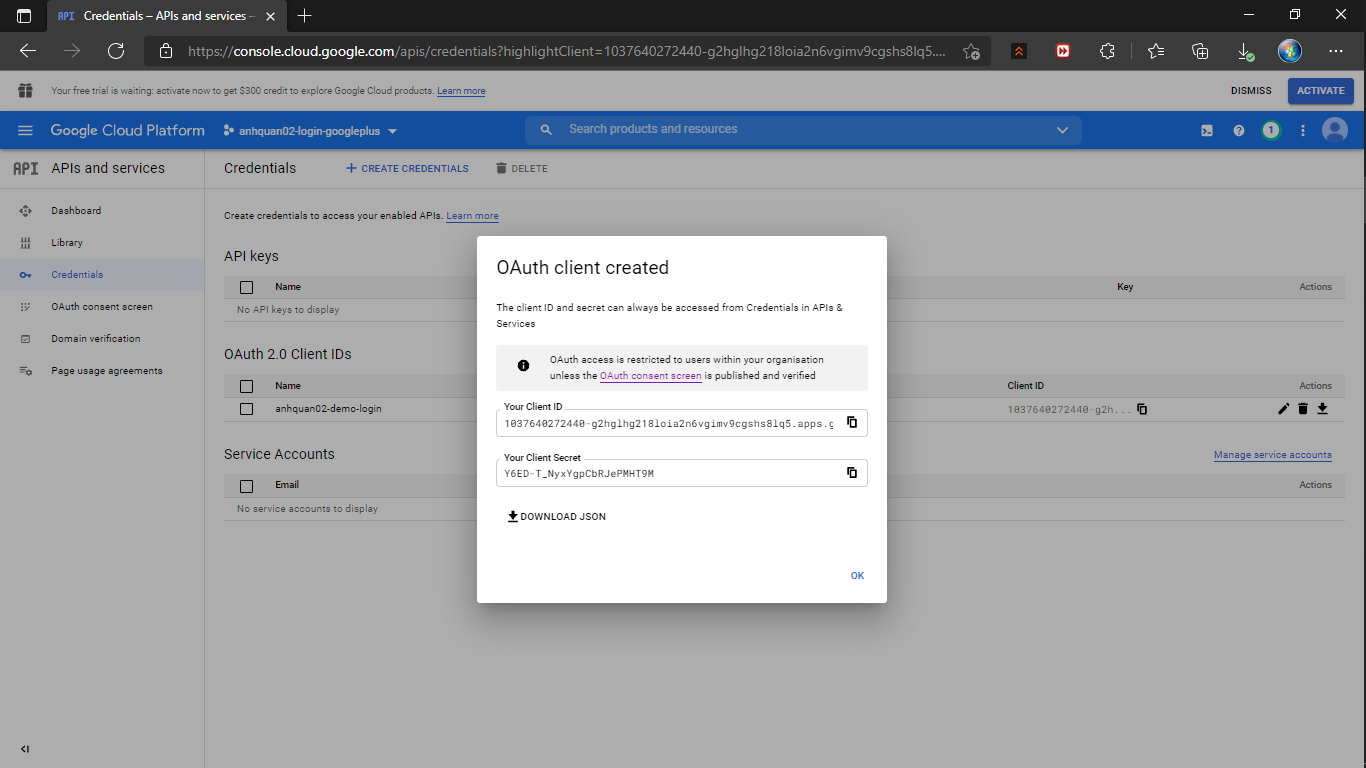 API Credentials – APIs and services –
https://console.cloud.google.com/apis/credentials?highlightClient=1037640272440-g2hglhg218loia2n6vgimv9cgshs8lq5....
Your free trial is waiting: activate now to get $300 credit to explore Google Cloud products. Learn more
DISMISS
ACTIVATE
Google Cloud Platform
anhquan02-login-googleplus
Search products and resources
1
API APIs and services
Credentials
CREATE CREDENTIALS
DELETE
Dashboard
Library
Credentials
OAuth consent screen
Domain verification
Page usage agreements
Create credentials to access your enabled APIs. Learn more
API keys
Name
Key
Actions
No API keys to display
OAuth 2.0 Client IDs
Name
Client ID
Actions
anhquan02-demo-login
1037640272440-g2h...
Service Accounts
Manage service accounts
Email
Actions
No service accounts to display
OAuth client created
The client ID and secret can always be accessed from Credentials in APIs &
Services
OAuth access is restricted to users within your organisation
unless the OAuth consent screen is published and verified
Your Client ID
1037640272440-g2hglhg218loia2n6vgimv9cgshs8lq5.apps.g
Your Client Secret
Y6ED-T_NyxYgpCbRJePMHT9M
DOWNLOAD JSON
OK